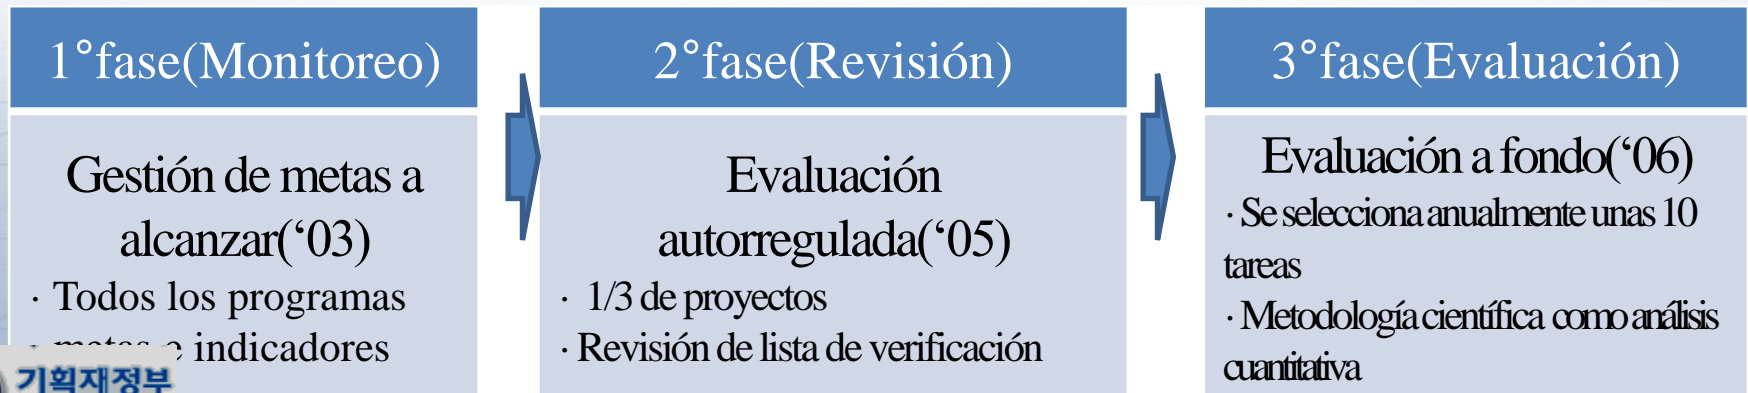 1°fase(Monitoreo)
Gestión de metas a
alcanzar(‘03)
· Todos los programas
· metas e indicadores
2°fase(Revisión)
Evaluación
autorregulada(‘05)
· 1/3 de proyectos
· Revisión de lista de verificación
3°fase(Evaluación)
Evaluación a fondo(‘06)
· Se selecciona anualmente unas 10
tareas
· Metodología científica como análisis
cuantitativa
기획재정부